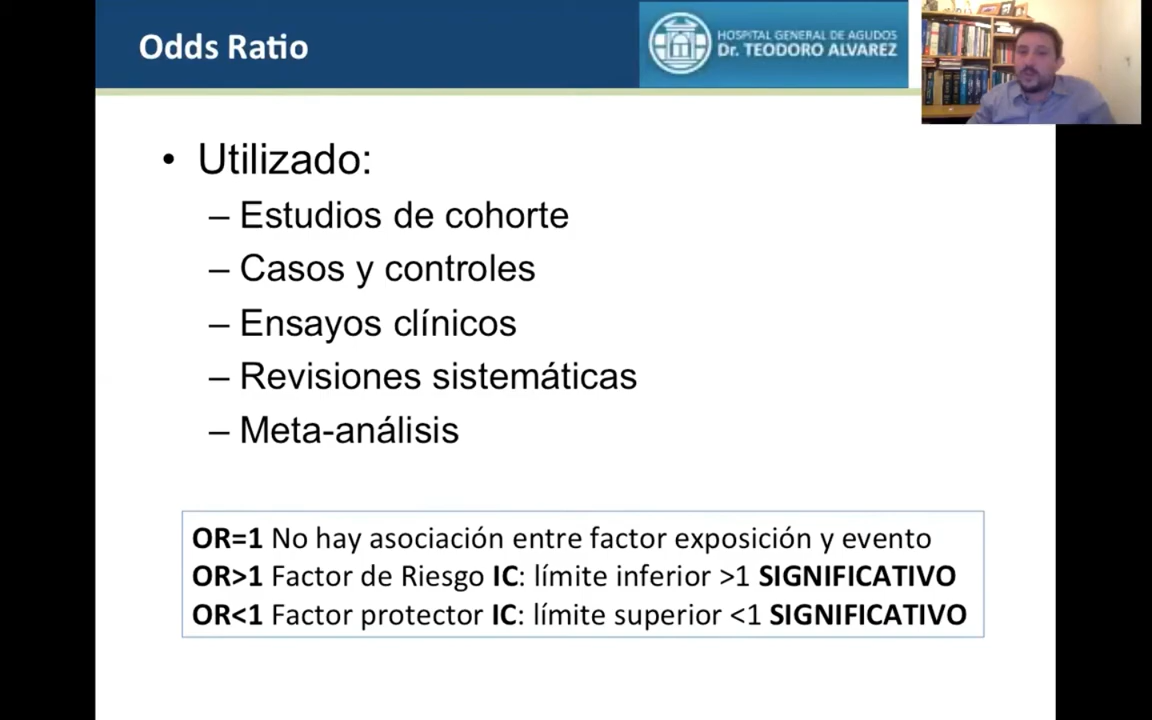 Odds Ratio
HOSPITAL GENERAL DE AGUDOS
Dr. TEODORO ALVAREZ
• Utilizado:
– Estudios de cohorte
– Casos y controles
– Ensayos clínicos
– Revisiones sistemáticas
– Meta-análisis
OR=1 No hay asociación entre factor exposición y evento
OR>1 Factor de Riesgo IC: límite inferior >1 SIGNIFICATIVO
OR<1 Factor protector IC: límite superior <1 SIGNIFICATIVO